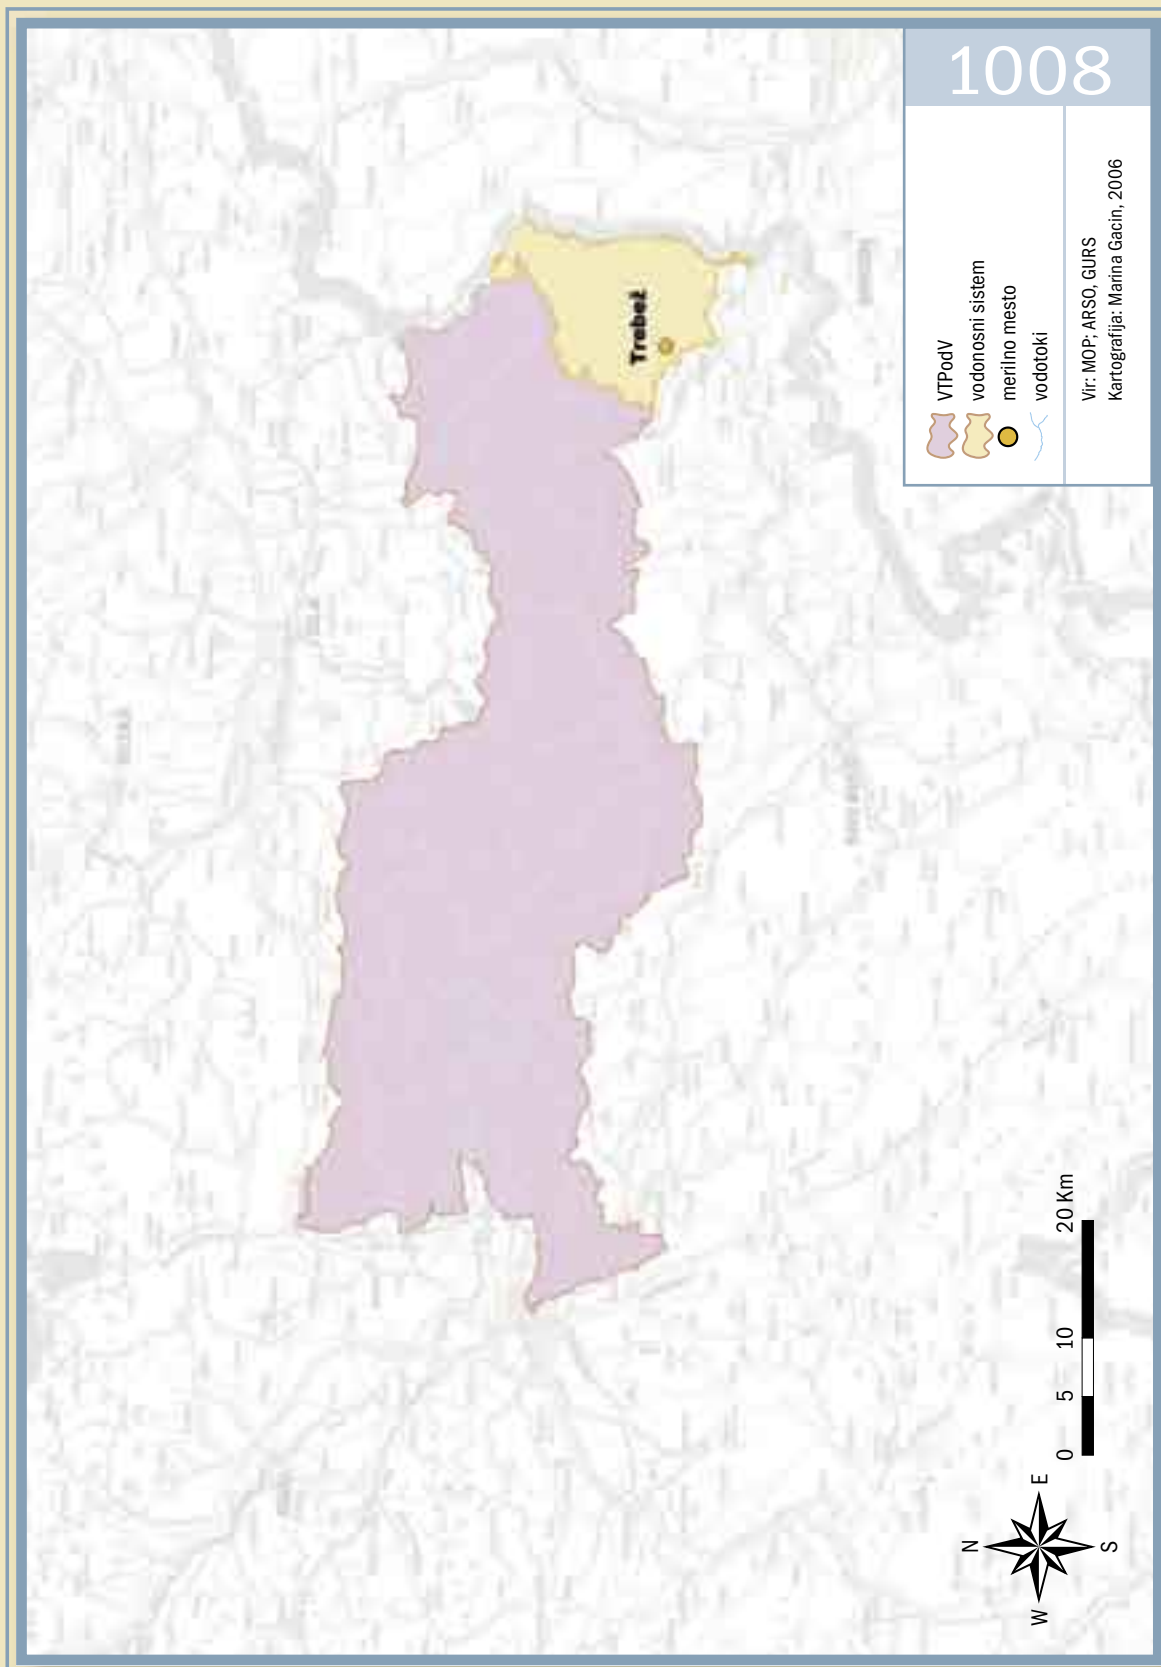 1008
VTPodV
vodonosni sistem
merilno mesto
vodotoki
Vir: MOP; ARSO, GURS
Kartografija: Marina Gacin, 2006
Trebež
0 5 10 20 Km
N
W E
S